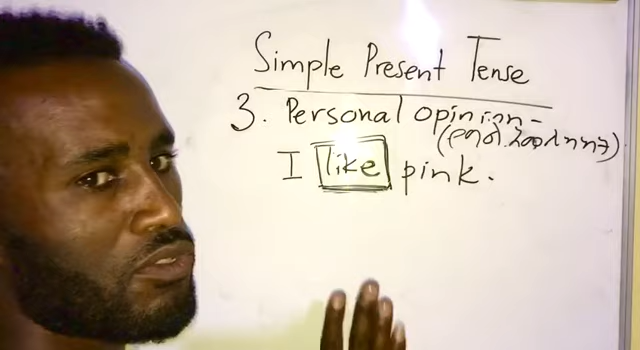 Simple Present Tense
3. Personal opinion -
I like pink.